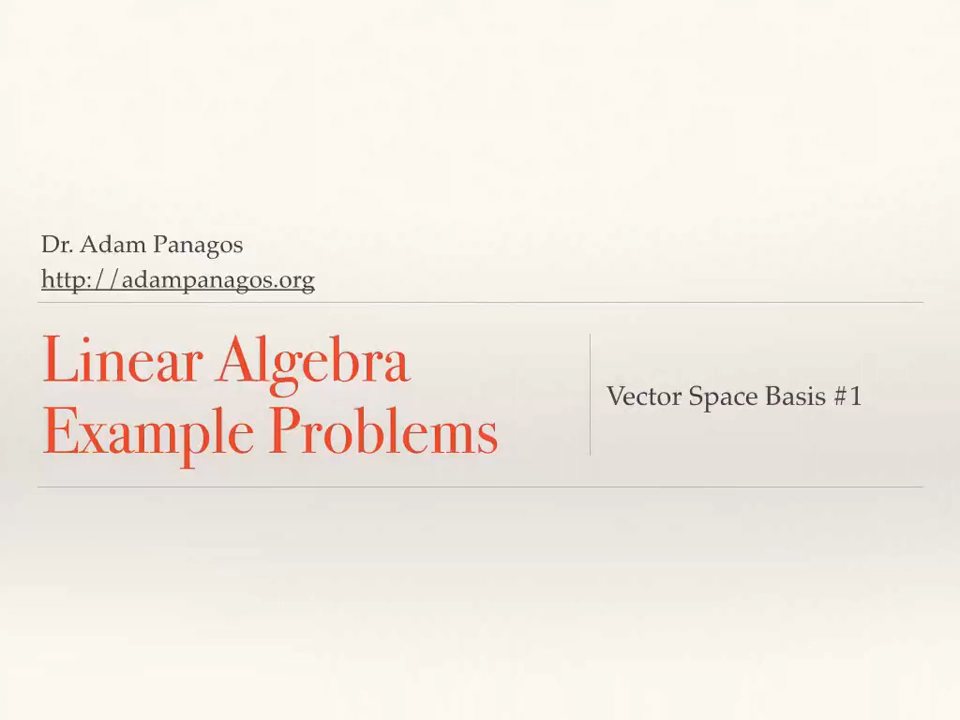 Dr. Adam Panagos
http://adampanagos.org
Linear Algebra
Example Problems
Vector Space Basis #1